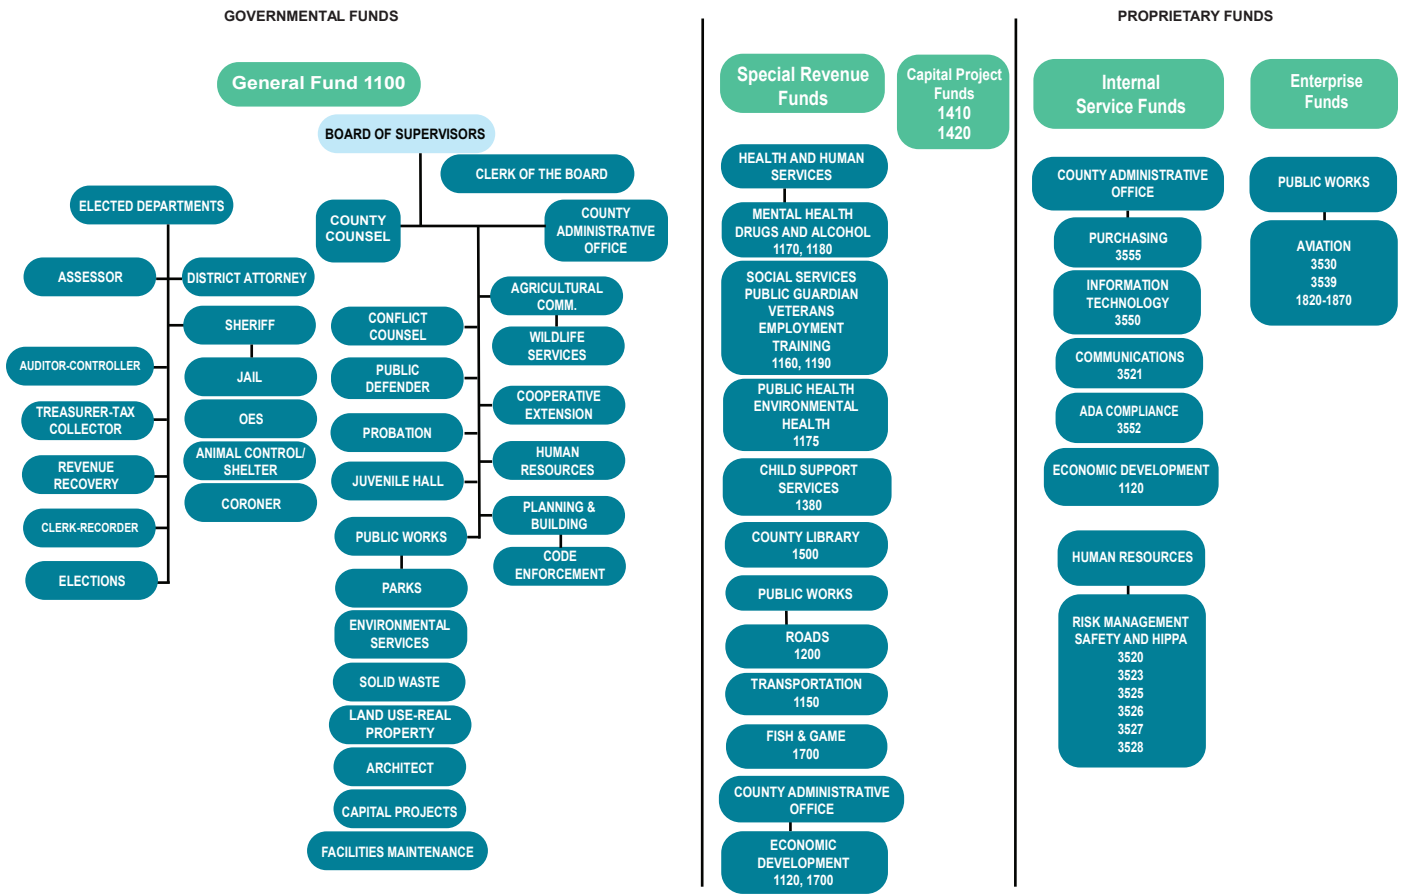 GOVERNMENTAL FUNDS
General Fund 1100
BOARD OF SUPERVISORS
CLERK OF THE BOARD
ELECTED DEPARTMENTS
COUNTY
COUNSEL
COUNTY
ADMINISTRATIVE
OFFICE
ASSESSOR
DISTRICT ATTORNEY
SHERIFF
JAIL
AUDITOR-CONTROLLER
TREASURER-TAX
COLLECTOR
OES
ANIMAL CONTROL/
SHELTER
REVENUE
RECOVERY
CORONER
CLERK-RECORDER
ELECTIONS
CONFLICT
COUNSEL
PUBLIC
DEFENDER
PROBATION
JUVENILE HALL
PUBLIC WORKS
PARKS
ENVIRONMENTAL
SERVICES
SOLID WASTE
LAND USE-REAL
PROPERTY
ARCHITECT
CAPITAL PROJECTS
FACILITIES MAINTENANCE
AGRICULTURAL
COMM.
WILDLIFE
SERVICES
COOPERATIVE
EXTENSION
HUMAN
RESOURCES
PLANNING &
BUILDING
CODE
ENFORCEMENT
Special Revenue
Funds
HEALTH AND HUMAN
SERVICES
MENTAL HEALTH
DRUGS AND ALCOHOL
1170, 1180
SOCIAL SERVICES
PUBLIC GUARDIAN
VETERANS
EMPLOYMENT
TRAINING
1160, 1190
PUBLIC HEALTH
ENVIRONMENTAL
HEALTH
1175
CHILD SUPPORT
SERVICES
1380
COUNTY LIBRARY
1500
PUBLIC WORKS
ROADS
1200
TRANSPORTATION
1150
FISH & GAME
1700
COUNTY ADMINISTRATIVE
OFFICE
ECONOMIC
DEVELOPMENT
1120, 1700
Capital Project
Funds
1410
1420
PROPRIETARY FUNDS
Internal
Service Funds
COUNTY ADMINISTRATIVE
OFFICE
PURCHASING
3555
INFORMATION
TECHNOLOGY
3550
COMMUNICATIONS
3521
ADA COMPLIANCE
3552
ECONOMIC DEVELOPMENT
1120
HUMAN RESOURCES
RISK MANAGEMENT
SAFETY AND HIPPA
3520
3523
3525
3526
3527
3528
Enterprise
Funds
PUBLIC WORKS
AVIATION
3530
3539
1820-1870